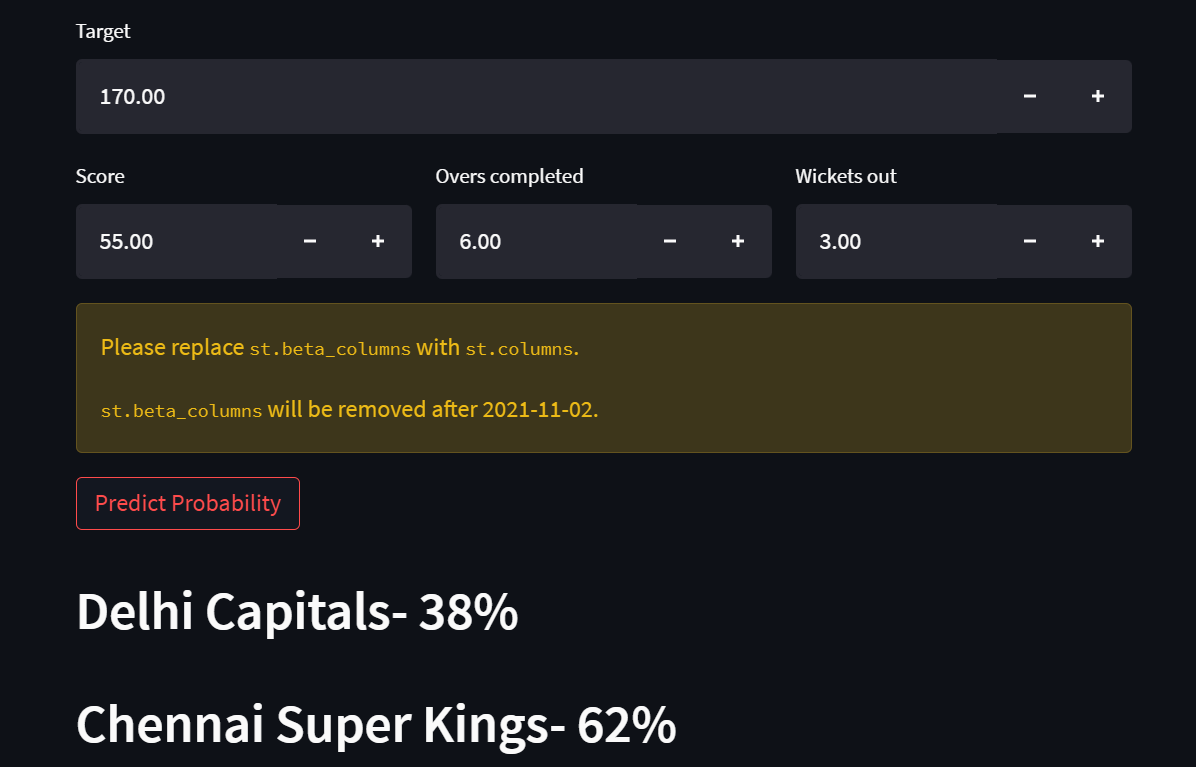 Target
170.00 − +
Score Overs completed Wickets out
55.00 − + 6.00 − + 3.00 − +
Please replace st.beta_columns with st.columns.
st.beta_columns will be removed after 2021-11-02.
Predict Probability
Delhi Capitals- 38%
Chennai Super Kings- 62%